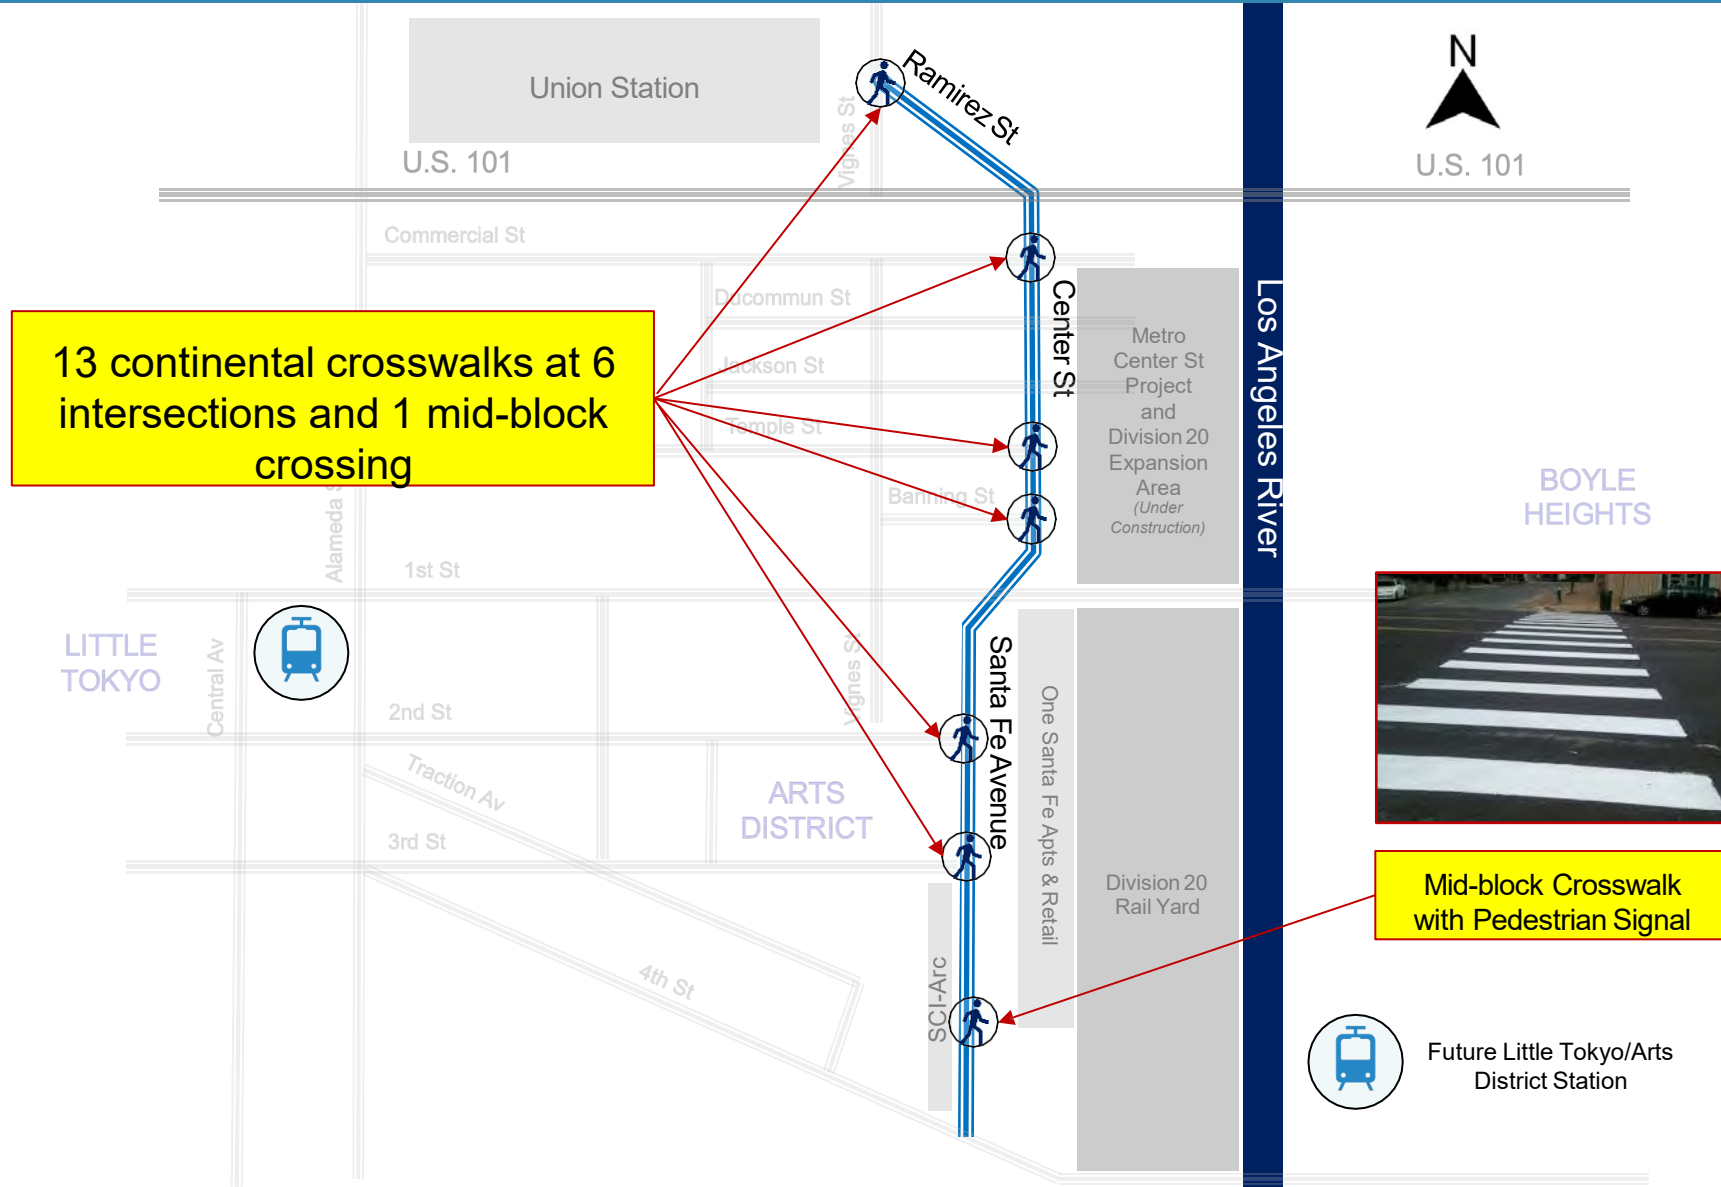 N
Union Station
Ramirez St
Vignes St
U.S. 101
U.S. 101
Commercial St
Ducommun St
Center St
Los Angeles River
13 continental crosswalks at 6
intersections and 1 mid-block
crossing
Jackson St
Metro
Center St
Project
and
Division 20
Expansion
Area
(Under
Construction)
Temple St
Banning St
BOYLE
HEIGHTS
Alameda
1st St
LITTLE
TOKYO
Central Av
Vignes St
Santa Fe Avenue
One Santa Fe Apts & Retail
2nd St
Traction Av
ARTS
DISTRICT
3rd St
Division 20
Rail Yard
Mid-block Crosswalk
with Pedestrian Signal
4th St
SCI-Arc
Future Little Tokyo/Arts
District Station